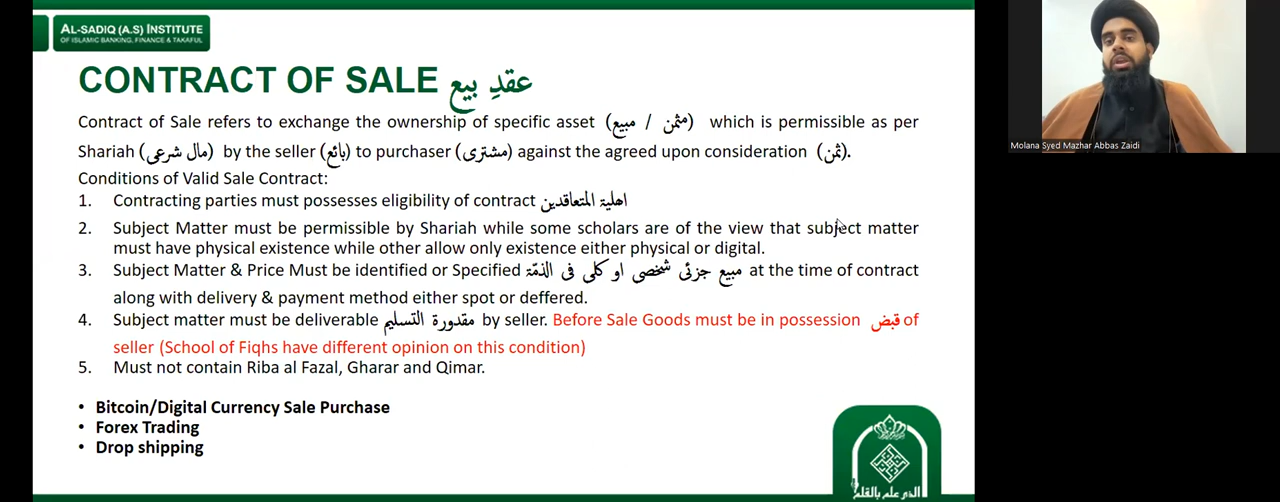 AL-SADIQ (A.S) INSTITUTE
OF ISLAMIC BANKING, FINANCE & TAKAFUL
CONTRACT OF SALE عقدِ بیع
Contract of Sale refers to exchange the ownership of specific asset (مثمن / مبیع) which is permissible as per
Shariah (مال شرعی) by the seller (بائع) to purchaser (مشتری) against the agreed upon consideration (ثمن).
Conditions of Valid Sale Contract:
1. Contracting parties must possesses eligibility of contract اهلیة المتعاقدین
2. Subject Matter must be permissible by Shariah while some scholars are of the view that subject matter
must have physical existence while other allow only existence either physical or digital.
3. Subject Matter & Price Must be identified or Specified مبیع جزئی شخصی او کلی فی الذمّة at the time of contract
along with delivery & payment method either spot or deffered.
4. Subject matter must be deliverable مقدورة التسلیم by seller. Before Sale Goods must be in possession قبض of
seller (School of Fiqhs have different opinion on this condition)
5. Must not contain Riba al Fazal, Gharar and Qimar.
• Bitcoin/Digital Currency Sale Purchase
• Forex Trading
• Drop shipping
الذی علم بالقلم
Molana Syed Mazhar Abbas Zaidi